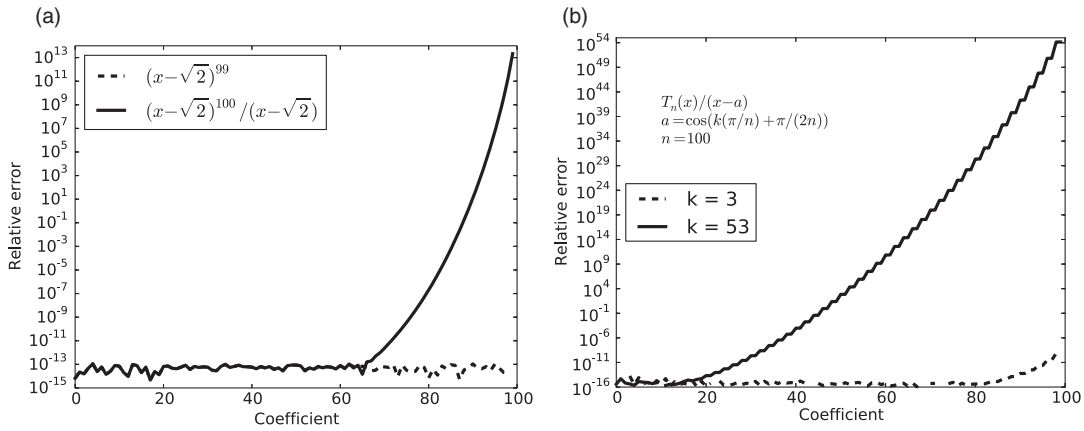 (a)
10^13
10^11
10^9
10^7
10^5
10^3
10^1
10^-1
10^-3
10^-5
10^-7
10^-9
10^-11
10^-13
10^-15
Relative error
(x−√2)^99
(x−√2)^100/(x−√2)
0 20 40 60 80 100
Coefficient
(b)
10^54
10^49
10^44
10^39
10^34
10^29
10^24
10^19
10^14
10^9
10^4
10^-1
10^-6
10^-11
10^-16
Relative error
T_n(x)/(x−a)
a=cos(k(π/n)+π/(2n))
n=100
k = 3
k = 53
0 20 40 60 80 100
Coefficient